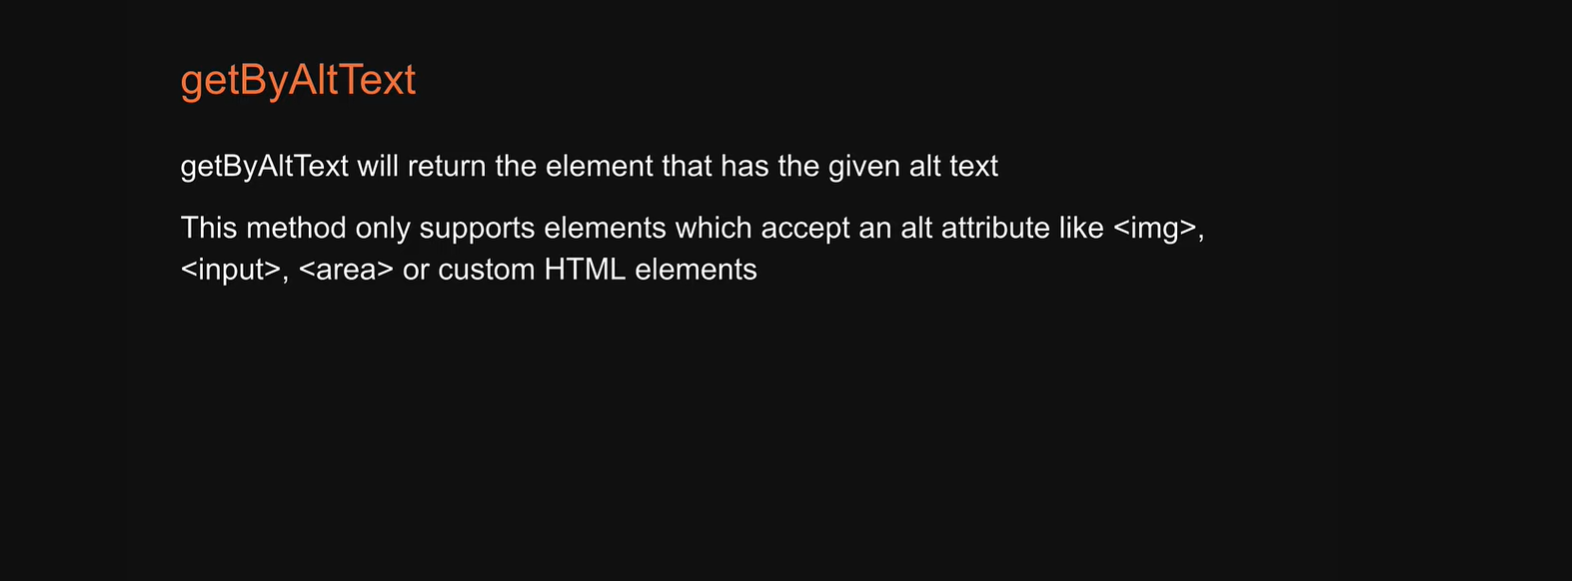 getByAltText
getByAltText will return the element that has the given alt text
This method only supports elements which accept an alt attribute like <img>,
<input>, <area> or custom HTML elements